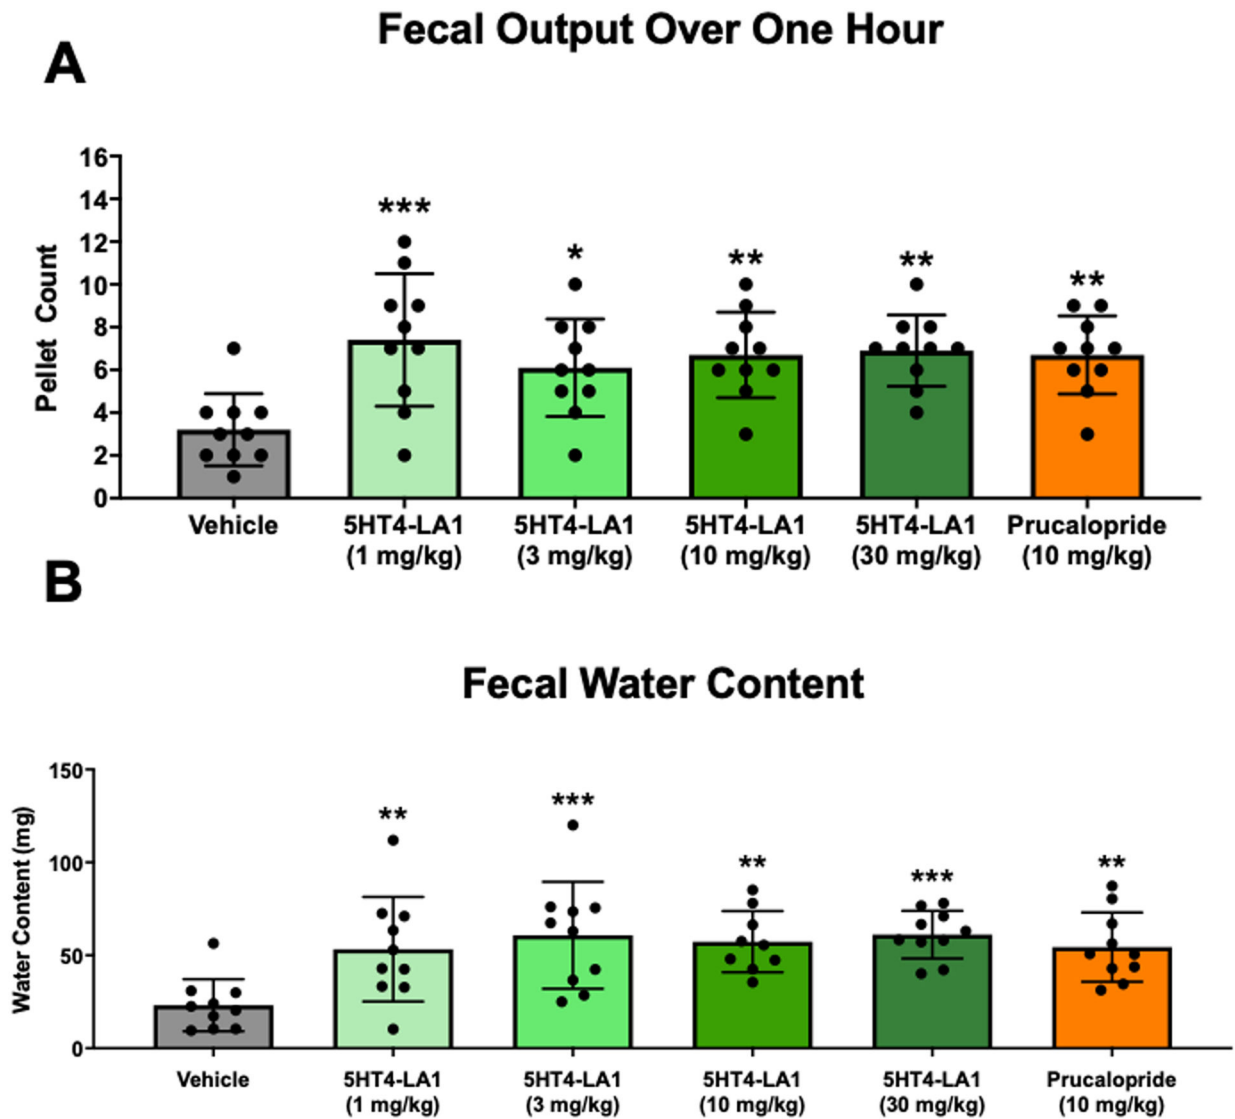 Fecal Output Over One Hour
A
16
14
12
10
8
6
4
2
0
Pellet Count
***
*
**
**
**
Vehicle
5HT4-LA1
(1 mg/kg)
5HT4-LA1
(3 mg/kg)
5HT4-LA1
(10 mg/kg)
5HT4-LA1
(30 mg/kg)
Prucalopride
(10 mg/kg)
B
Fecal Water Content
150
100
50
0
Water Content (mg)
**
***
**
***
**
Vehicle
5HT4-LA1
(1 mg/kg)
5HT4-LA1
(3 mg/kg)
5HT4-LA1
(10 mg/kg)
5HT4-LA1
(30 mg/kg)
Prucalopride
(10 mg/kg)